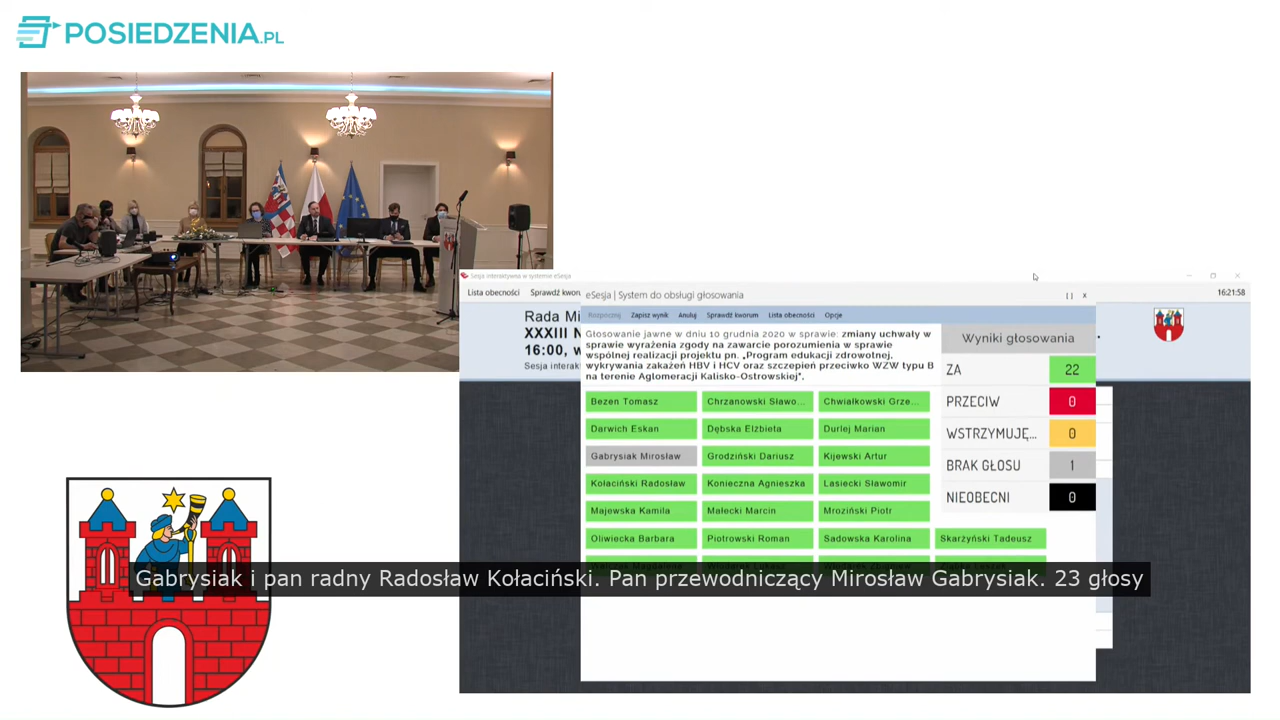 POSIEDZENIA.PL
Sesja interaktywna w systemie eSesja
Lista obecności Sprawdź kworu
16:21:58
Rada Mi
XXXIII N
16:00, w
Sesja interak
eSesja | System do obsługi głosowania
Rozpocznij Zapisz wynik Anuluj Sprawdź kworum Lista obecności Opcje
Głosowanie jawne w dniu 10 grudnia 2020 w sprawie: zmiany uchwały w
sprawie wyrażenia zgody na zawarcie porozumienia w sprawie
wspólnej realizacji projektu pn. „Program edukacji zdrowotnej,
wykrywania zakażeń HBV i HCV oraz szczepień przeciwko WZW typu B
na terenie Aglomeracji Kalisko-Ostrowskiej".
Wyniki głosowania
ZA 22
PRZECIW 0
WSTRZYMUJĘ... 0
BRAK GŁOSU 1
NIEOBECNI 0
Bezen Tomasz Chrzanowski Sławo... Chwiałkowski Grze...
Darwich Eskan Dębska Elżbieta Durlej Marian
Gabrysiak Mirosław Grodziński Dariusz Kijewski Artur
Kołaciński Radosław Konieczna Agnieszka Lasiecki Sławomir
Majewska Kamila Małecki Marcin Mroziński Piotr
Oliwiecka Barbara Piotrowski Roman Sadowska Karolina Skarżyński Tadeusz
Gabrysiak i pan radny Radosław Kołaciński. Pan przewodniczący Mirosław Gabrysiak. 23 głosy